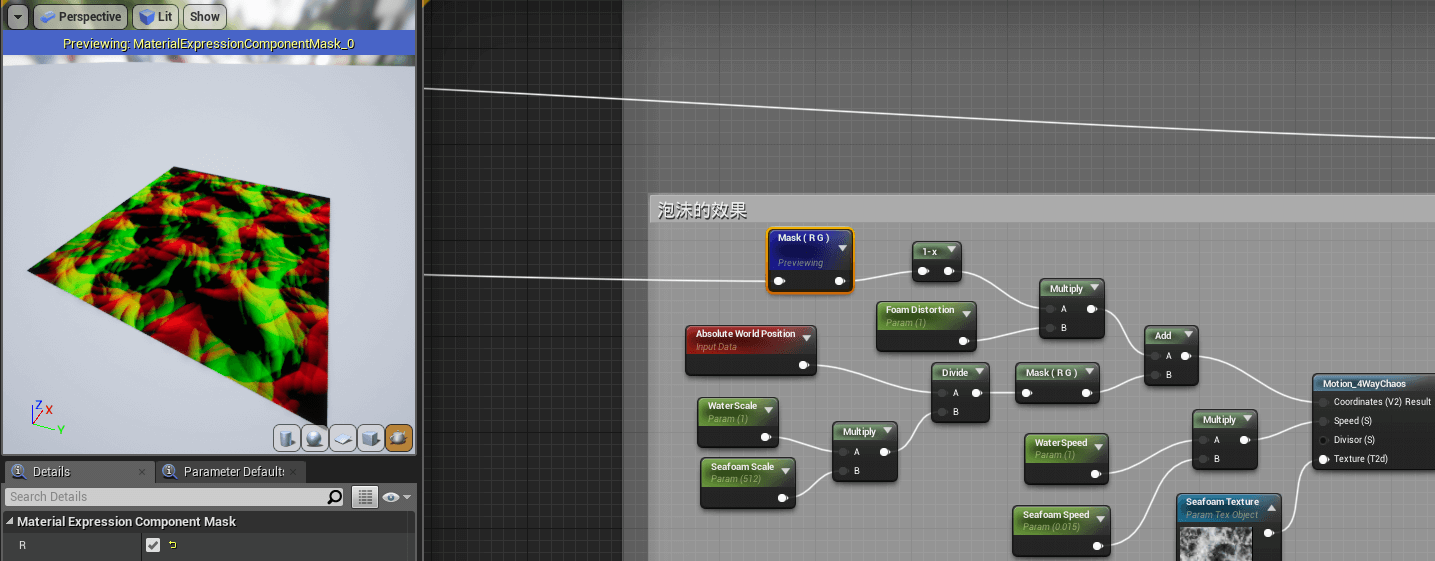 Perspective
Lit
Show
Previewing: MaterialExpressionComponentMask_0
泡沫的效果
Mask ( R G )
Previewing
1-x
Multiply
A
B
Foam Distortion
Param (1)
Absolute World Position
Input Data
Add
A
B
Divide
A
B
Mask ( R G )
Motion_4WayChaos
Coordinates (V2) Result
Speed (S)
Divisor (S)
Texture (T2d)
WaterScale
Param (1)
Multiply
A
B
Seafoam Scale
Param (512)
Multiply
A
B
WaterSpeed
Param (1)
Seafoam Speed
Param (0.015)
Seafoam Texture
Param Tex Object
Z
X
Y
Details
Parameter Defaults
Search Details
Material Expression Component Mask
R